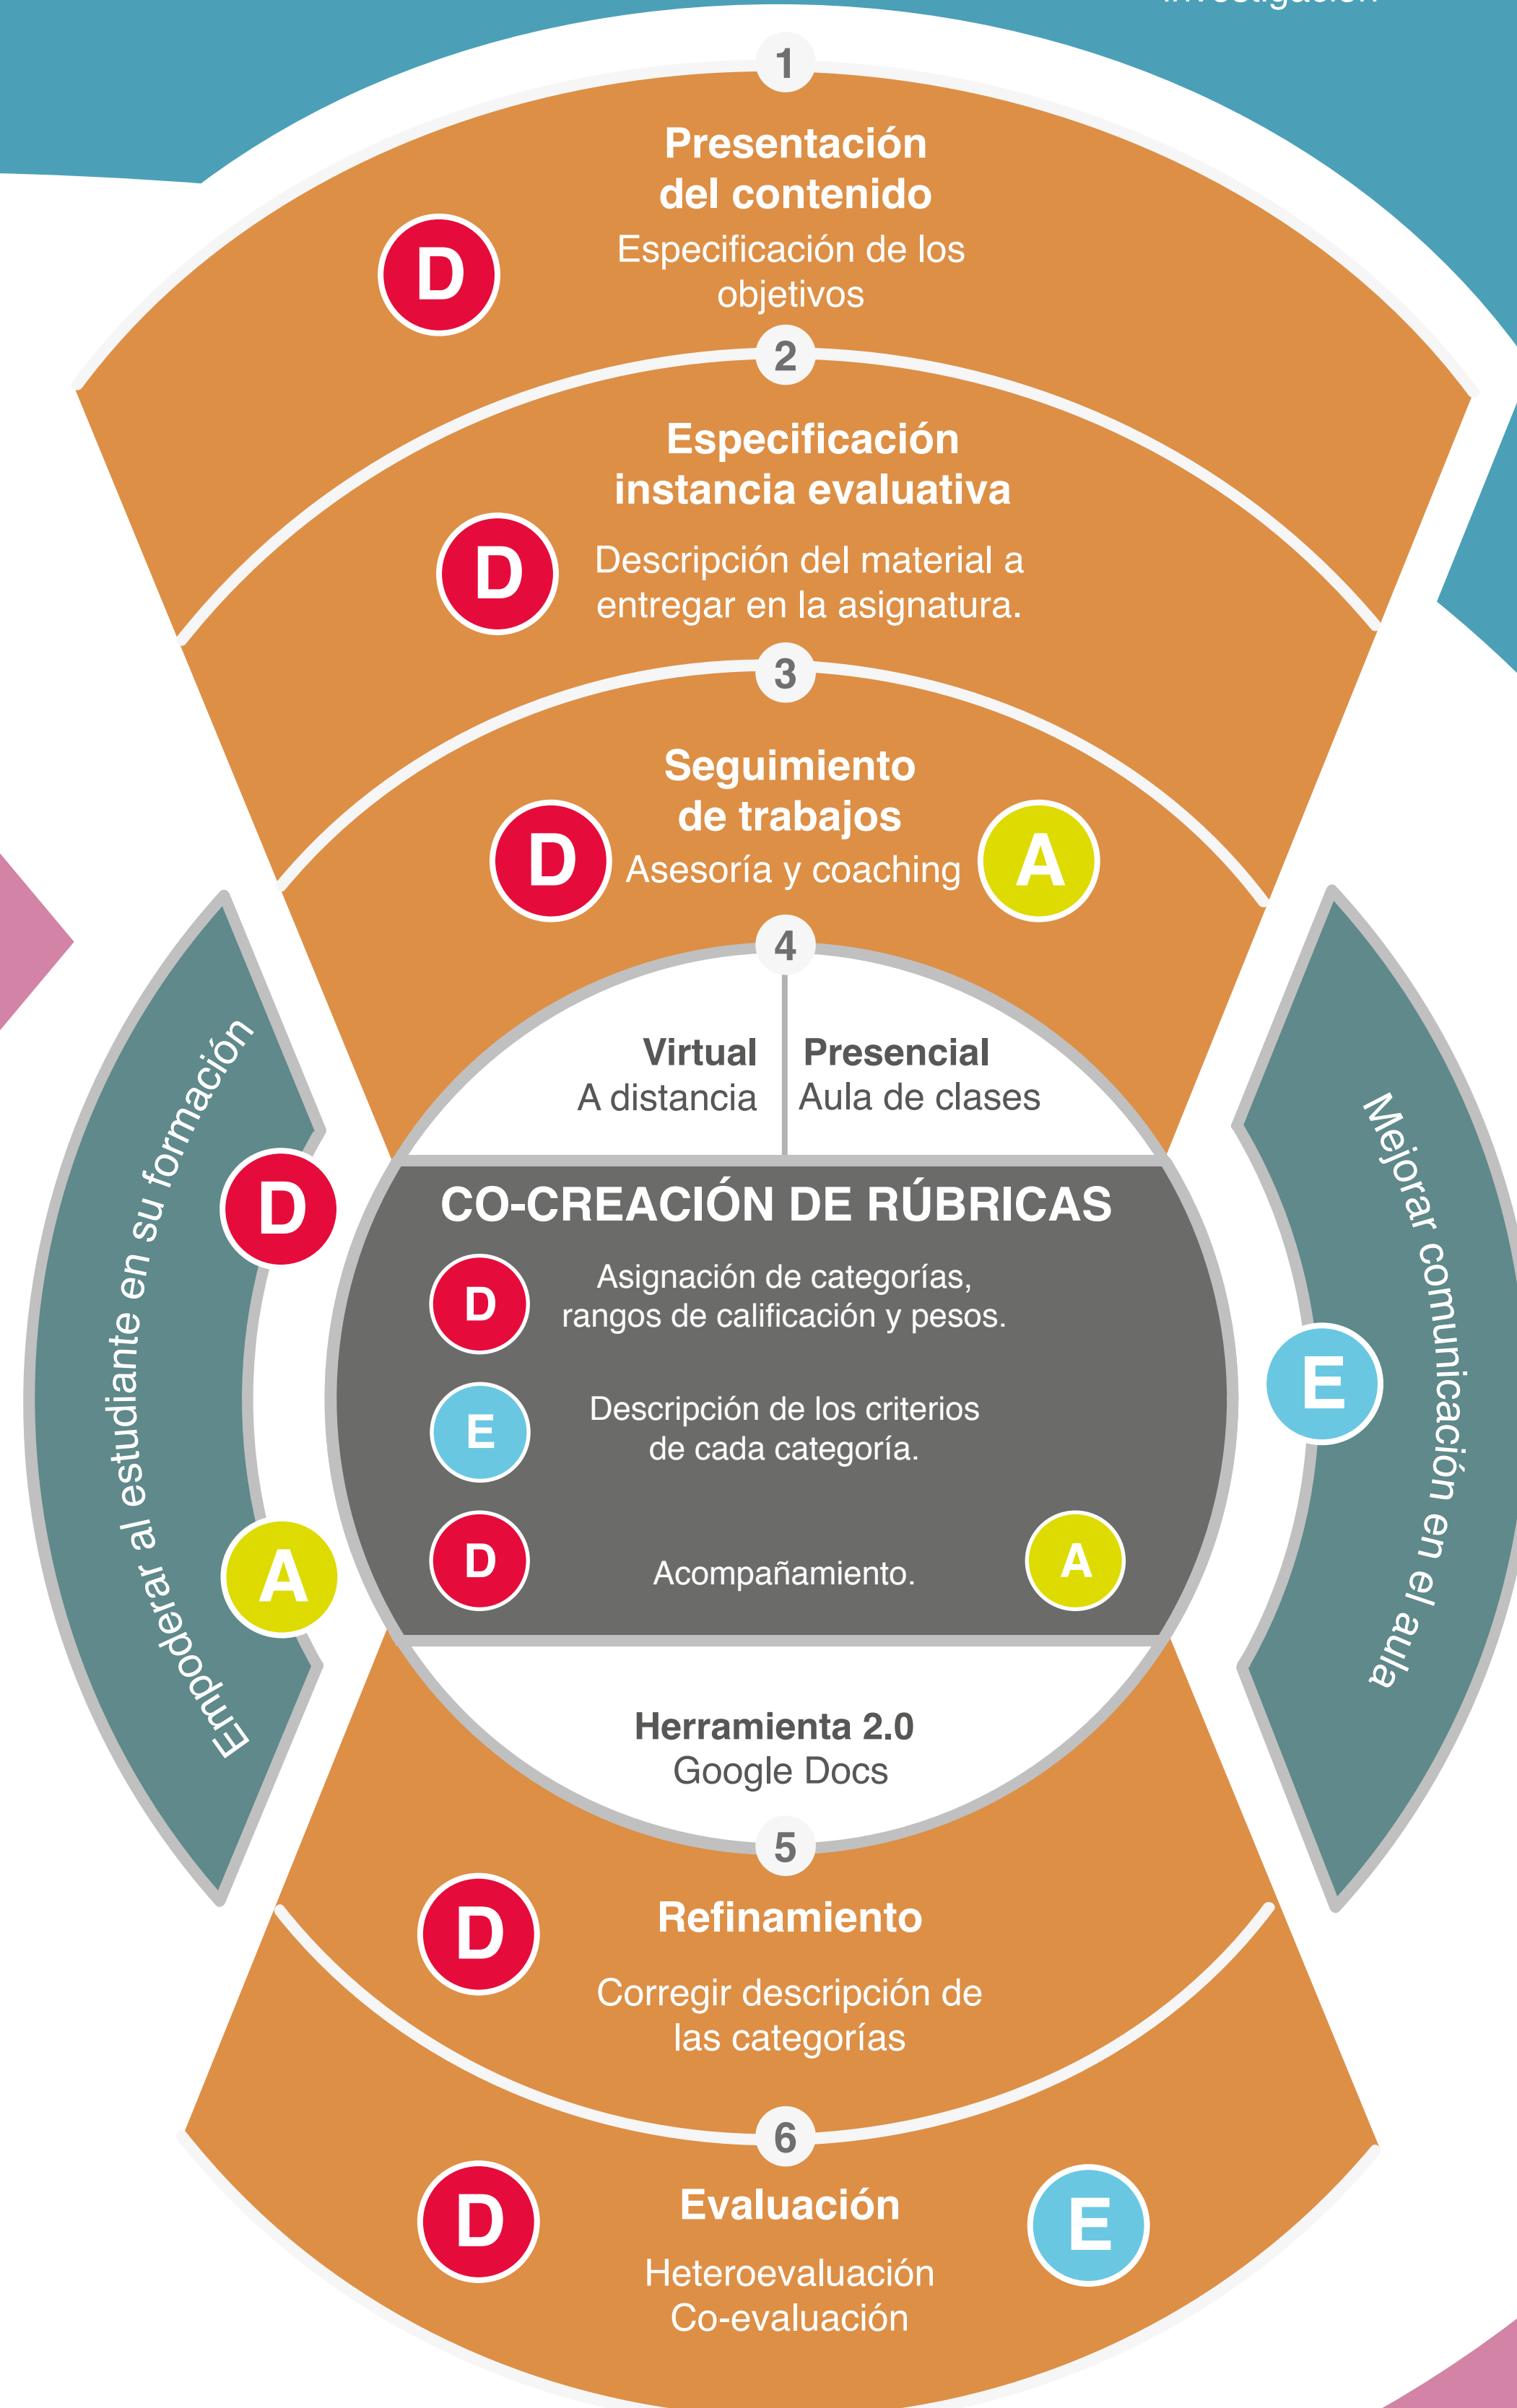 investigación
1
Presentación
del contenido
Especificación de los
objetivos
D
2
Especificación
instancia evaluativa
Descripción del material a
entregar en la asignatura.
D
3
Seguimiento
de trabajos
Asesoría y coaching
D
A
4
Virtual
A distancia
Presencial
Aula de clases
Empoderar al estudiante en su formación
D
A
CO-CREACIÓN DE RÚBRICAS
D
Asignación de categorías,
rangos de calificación y pesos.
E
Descripción de los criterios
de cada categoría.
D
Acompañamiento.
A
Mejorar comunicación en el aula
E
Herramienta 2.0
Google Docs
5
Refinamiento
D
Corregir descripción de
las categorías
6
Evaluación
D
E
Heteroevaluación
Co-evaluación